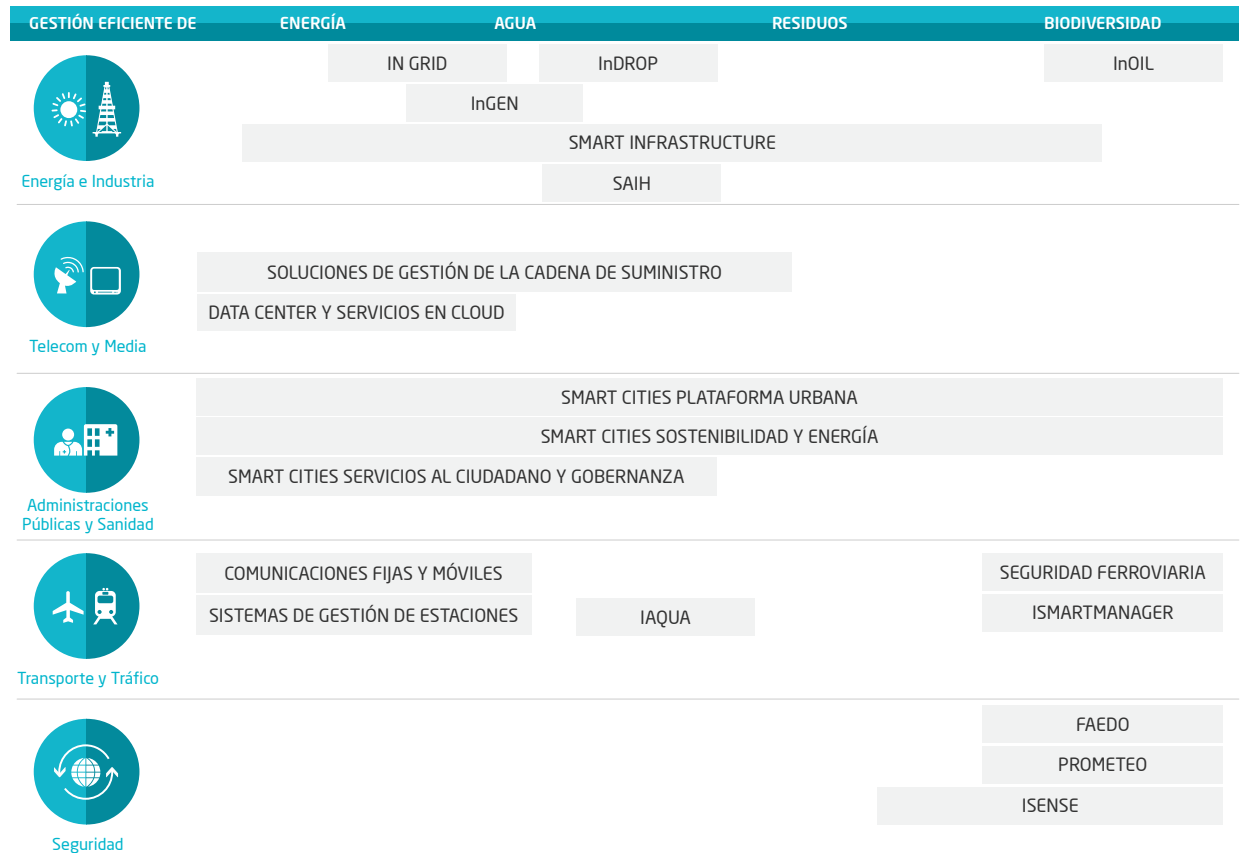 GESTIÓN EFICIENTE DE ENERGÍA AGUA RESIDUOS BIODIVERSIDAD
IN GRID InDROP InOIL
InGEN
SMART INFRASTRUCTURE
SAIH
Energía e Industria
SOLUCIONES DE GESTIÓN DE LA CADENA DE SUMINISTRO
DATA CENTER Y SERVICIOS EN CLOUD
Telecom y Media
SMART CITIES PLATAFORMA URBANA
SMART CITIES SOSTENIBILIDAD Y ENERGÍA
SMART CITIES SERVICIOS AL CIUDADANO Y GOBERNANZA
Administraciones
Públicas y Sanidad
COMUNICACIONES FIJAS Y MÓVILES SEGURIDAD FERROVIARIA
SISTEMAS DE GESTIÓN DE ESTACIONES IAQUA ISMARTMANAGER
Transporte y Tráfico
FAEDO
PROMETEO
ISENSE
Seguridad